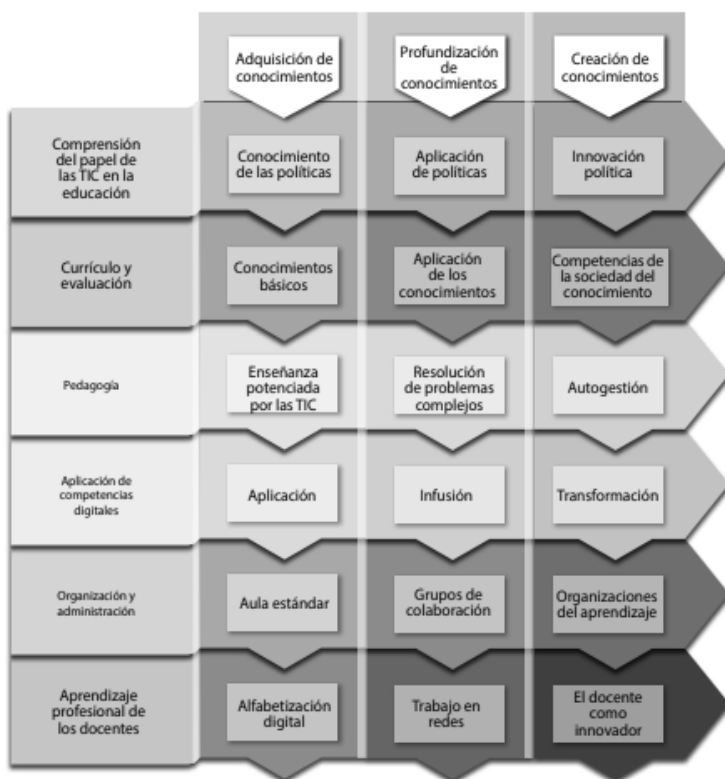 Adquisición de
conocimientos
Profundización
de
conocimientos
Creación de
conocimientos
Comprensión
del papel de
las TIC en la
educación
Conocimiento
de las políticas
Aplicación
de políticas
Innovación
política
Currículo y
evaluación
Conocimientos
básicos
Aplicación
de los
conocimientos
Competencias de
la sociedad del
conocimiento
Pedagogía
Enseñanza
potenciada
por las TIC
Resolución
de problemas
complejos
Autogestión
Aplicación de
competencias
digitales
Aplicación
Infusión
Transformación
Organización y
administración
Aula estándar
Grupos de
colaboración
Organizaciones
del aprendizaje
Aprendizaje
profesional de
los docentes
Alfabetización
digital
Trabajo en
redes
El docente
como
innovador